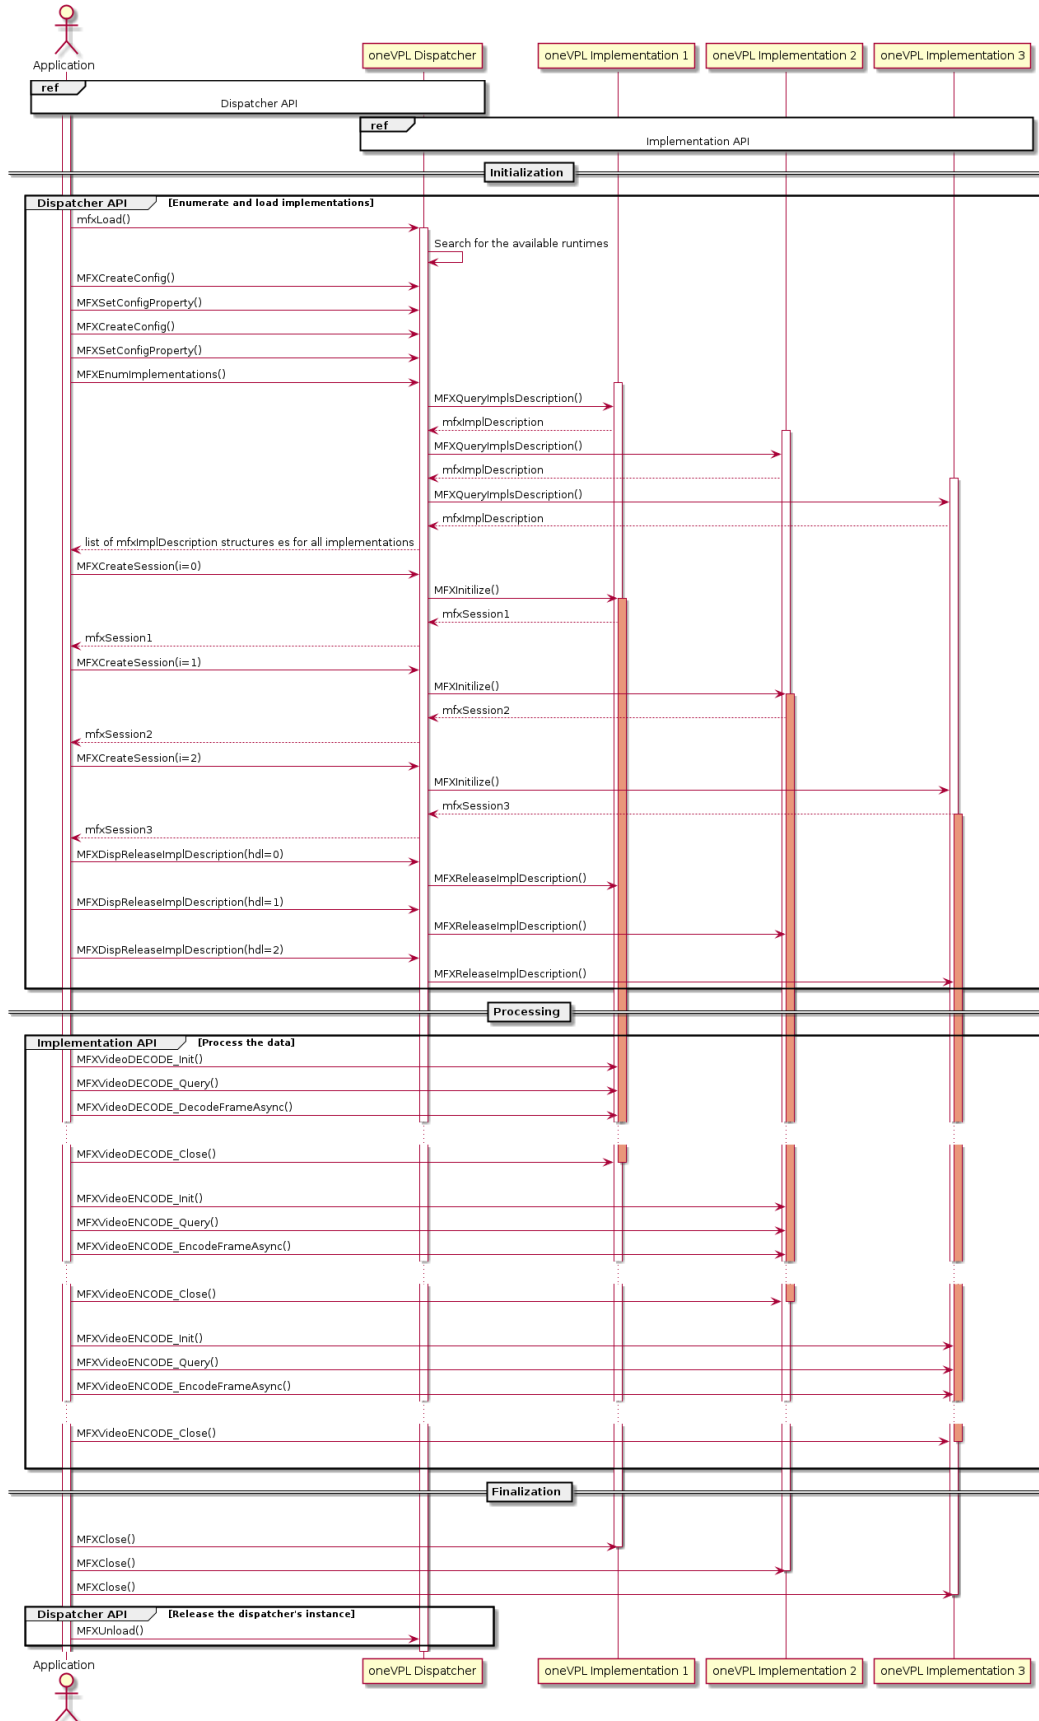 Application
oneVPL Dispatcher
oneVPL Implementation 1
oneVPL Implementation 2
oneVPL Implementation 3
ref
Dispatcher API
ref
Implementation API
Initialization
Dispatcher API [Enumerate and load implementations]
mfxLoad()
Search for the available runtimes
MFXCreateConfig()
MFXSetConfigProperty()
MFXCreateConfig()
MFXSetConfigProperty()
MFXEnumImplementations()
MFXQueryImplsDescription()
mfxImplDescription
MFXQueryImplsDescription()
mfxImplDescription
MFXQueryImplsDescription()
mfxImplDescription
list of mfxImplDescription structures es for all implementations
MFXCreateSession(i=0)
MFXInitilize()
mfxSession1
mfxSession1
MFXCreateSession(i=1)
MFXInitilize()
mfxSession2
mfxSession2
MFXCreateSession(i=2)
MFXInitilize()
mfxSession3
mfxSession3
MFXDispReleaseImplDescription(hdl=0)
MFXReleaseImplDescription()
MFXDispReleaseImplDescription(hdl=1)
MFXReleaseImplDescription()
MFXDispReleaseImplDescription(hdl=2)
MFXReleaseImplDescription()
Processing
Implementation API [Process the data]
MFXVideoDECODE_Init()
MFXVideoDECODE_Query()
MFXVideoDECODE_DecodeFrameAsync()
MFXVideoDECODE_Close()
MFXVideoENCODE_Init()
MFXVideoENCODE_Query()
MFXVideoENCODE_EncodeFrameAsync()
MFXVideoENCODE_Close()
MFXVideoENCODE_Init()
MFXVideoENCODE_Query()
MFXVideoENCODE_EncodeFrameAsync()
MFXVideoENCODE_Close()
Finalization
MFXClose()
MFXClose()
MFXClose()
Dispatcher API [Release the dispatcher's instance]
MFXUnload()
Application
oneVPL Dispatcher
oneVPL Implementation 1
oneVPL Implementation 2
oneVPL Implementation 3